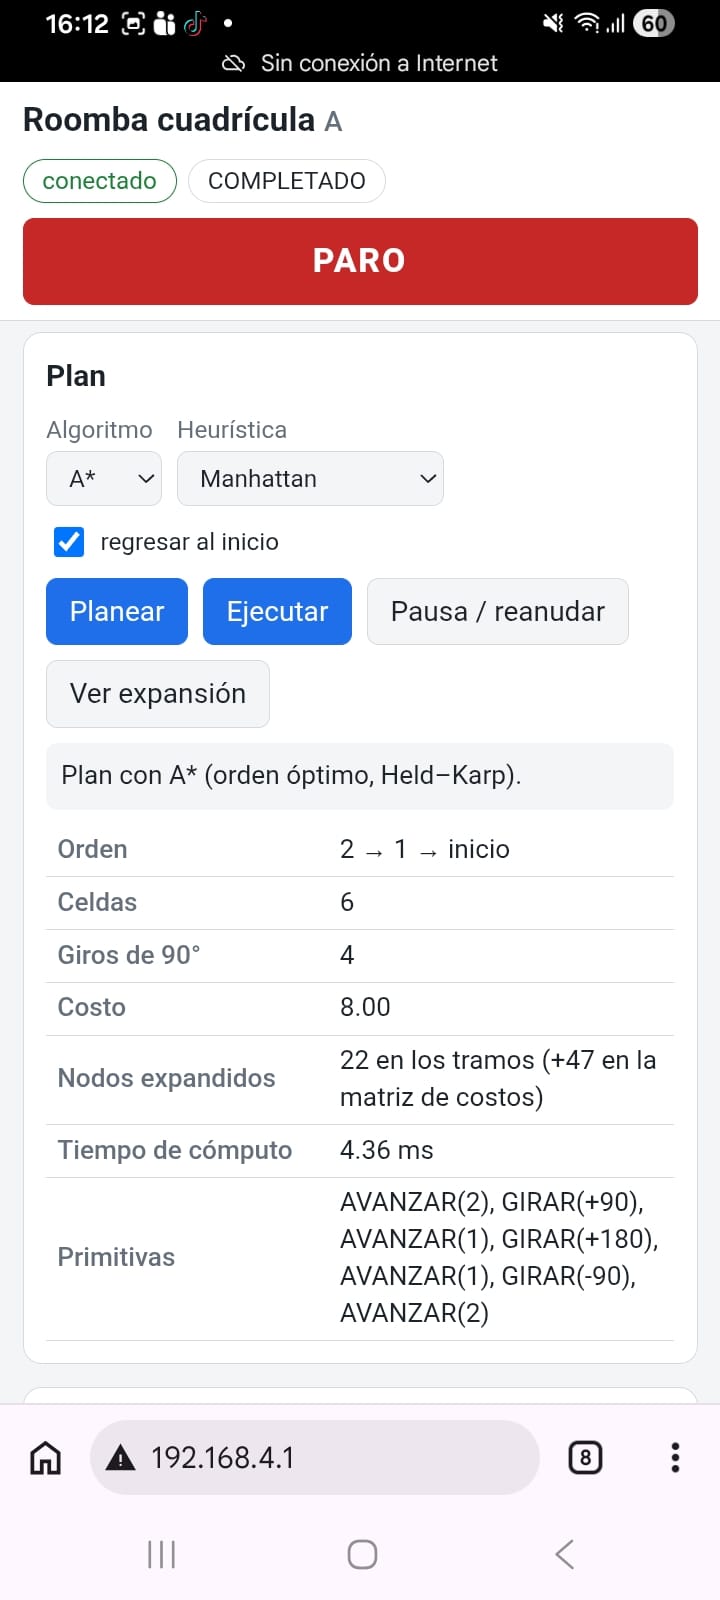 16:12
60
Sin conexión a Internet
Roomba cuadrícula A
conectado
COMPLETADO
PARO
Plan
Algoritmo
Heurística
A*
Manhattan
regresar al inicio
Planear
Ejecutar
Pausa / reanudar
Ver expansión
Plan con A* (orden óptimo, Held–Karp).
Orden 2 → 1 → inicio
Celdas 6
Giros de 90° 4
Costo 8.00
Nodos expandidos 22 en los tramos (+47 en la
matriz de costos)
Tiempo de cómputo 4.36 ms
Primitivas AVANZAR(2), GIRAR(+90),
AVANZAR(1), GIRAR(+180),
AVANZAR(1), GIRAR(-90),
AVANZAR(2)
192.168.4.1
8